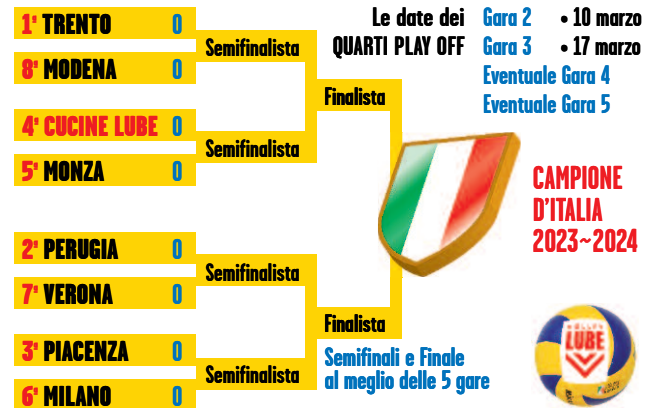 1ª TRENTO 0
8ª MODENA 0
4ª CUCINE LUBE 0
5ª MONZA 0
2ª PERUGIA 0
7ª VERONA 0
3ª PIACENZA 0
6ª MILANO 0
Semifinalista
Semifinalista
Semifinalista
Semifinalista
Finalista
Finalista
Le date dei
QUARTI PLAY OFF
Gara 2 • 10 marzo
Gara 3 • 17 marzo
Eventuale Gara 4
Eventuale Gara 5
CAMPIONE
D'ITALIA
2023~2024
Semifinali e Finale
al meglio delle 5 gare
VOLLEY
LUBE